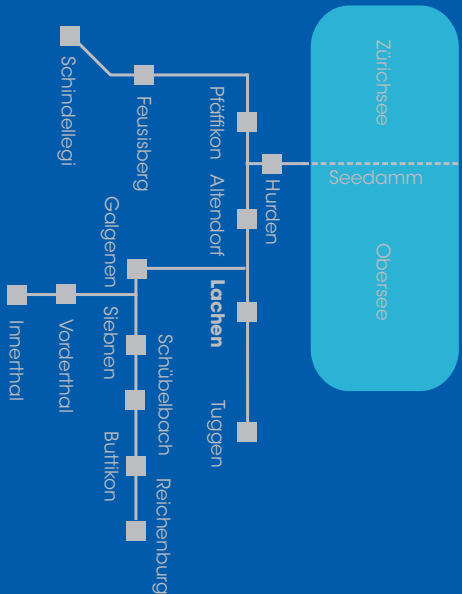 Zürichsee
Seedamm
Obersee
Hurden
Pfäffikon
Altendorf
Lachen
Tuggen
Schindellegi
Feusisberg
Galgenen
Siebnen
Schübelbach
Buttikon
Reichenburg
Vorderthal
Innerthal